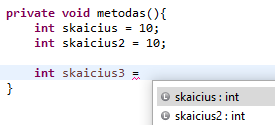 private void metodas(){
int skaicius = 10;
int skaicius2 = 10;
int skaicius3 =
}
skaicius : int
skaicius2 : int